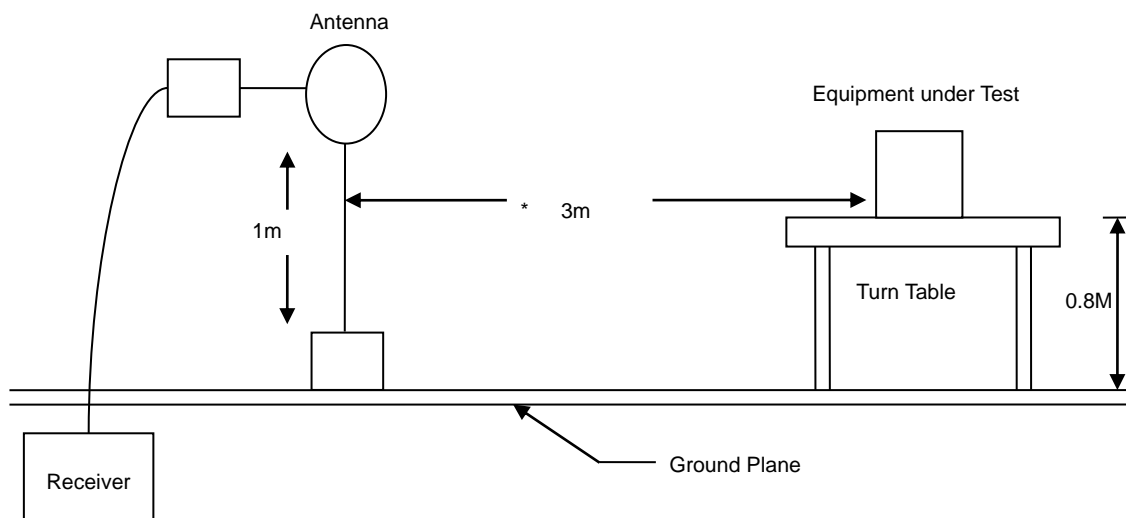 Antenna
Equipment under Test
* 3m
1m
Turn Table
0.8M
Ground Plane
Receiver